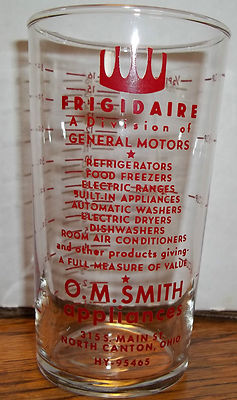 FRIGIDAIRE
A Division of
GENERAL MOTORS
★
REFRIGERATORS
FOOD FREEZERS
ELECTRIC RANGES
BUILT-IN APPLIANCES
AUTOMATIC WASHERS
ELECTRIC DRYERS
DISHWASHERS
ROOM AIR CONDITIONERS
and other products giving-
A FULL MEASURE OF VALUE
★
O.M. SMITH
appliances
315 S. MAIN ST.
NORTH CANTON, OHIO
HY-95465